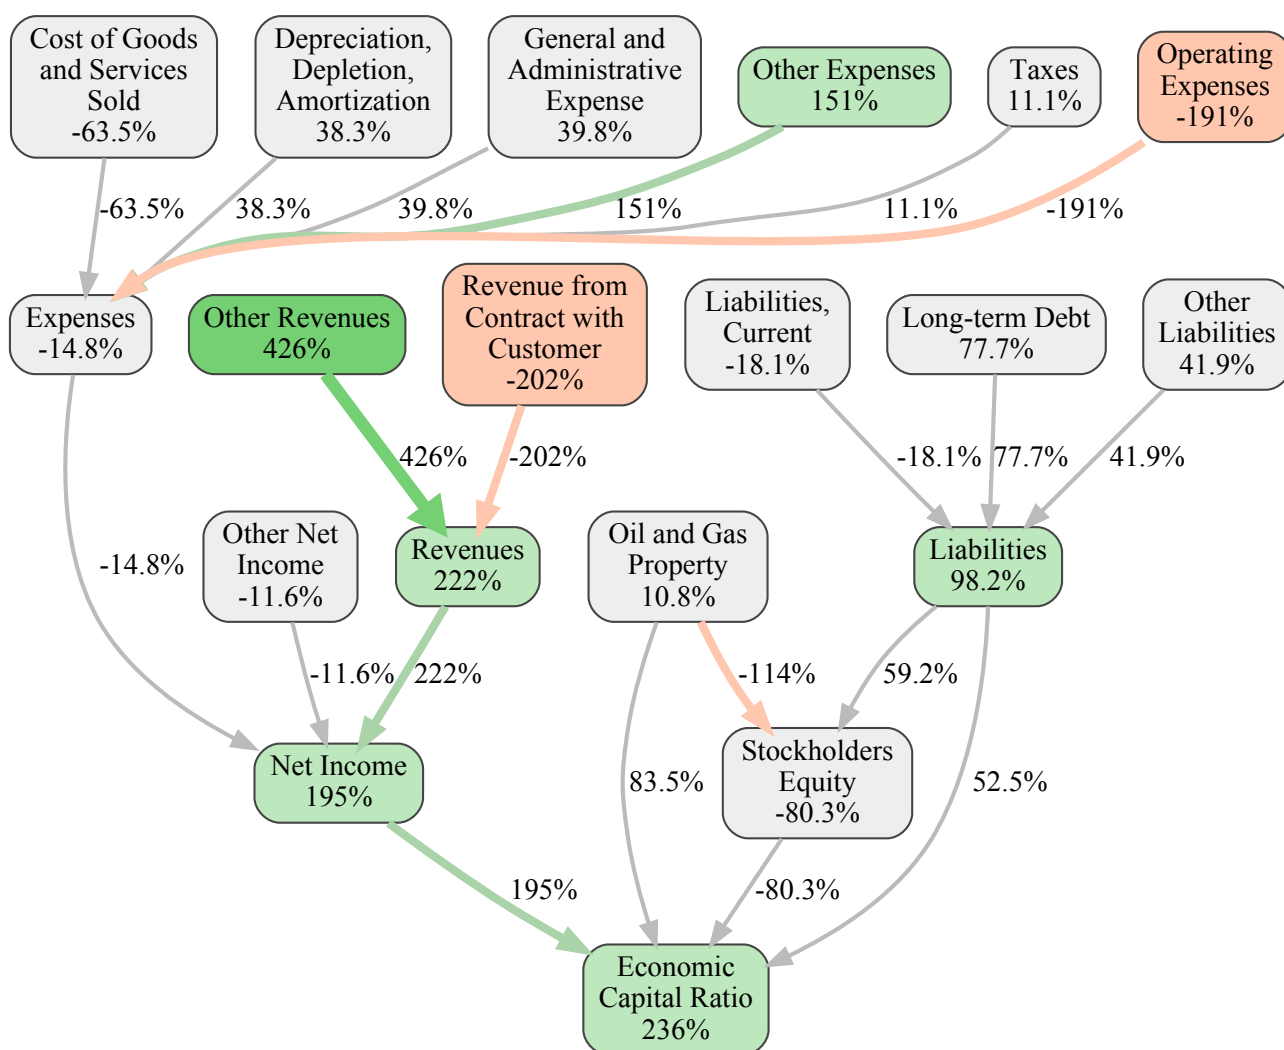 Cost of Goods
and Services
Sold
-63.5%
Depreciation,
Depletion,
Amortization
38.3%
General and
Administrative
Expense
39.8%
Other Expenses
151%
Taxes
11.1%
Operating
Expenses
-191%
-63.5%
38.3%
39.8%
151%
11.1%
-191%
Expenses
-14.8%
Other Revenues
426%
Revenue from
Contract with
Customer
-202%
Liabilities,
Current
-18.1%
Long-term Debt
77.7%
Other
Liabilities
41.9%
426%
-202%
-18.1%
77.7%
41.9%
-14.8%
Other Net
Income
-11.6%
Revenues
222%
Oil and Gas
Property
10.8%
Liabilities
98.2%
-11.6%
222%
-114%
59.2%
Net Income
195%
83.5%
Stockholders
Equity
-80.3%
52.5%
195%
-80.3%
Economic
Capital Ratio
236%